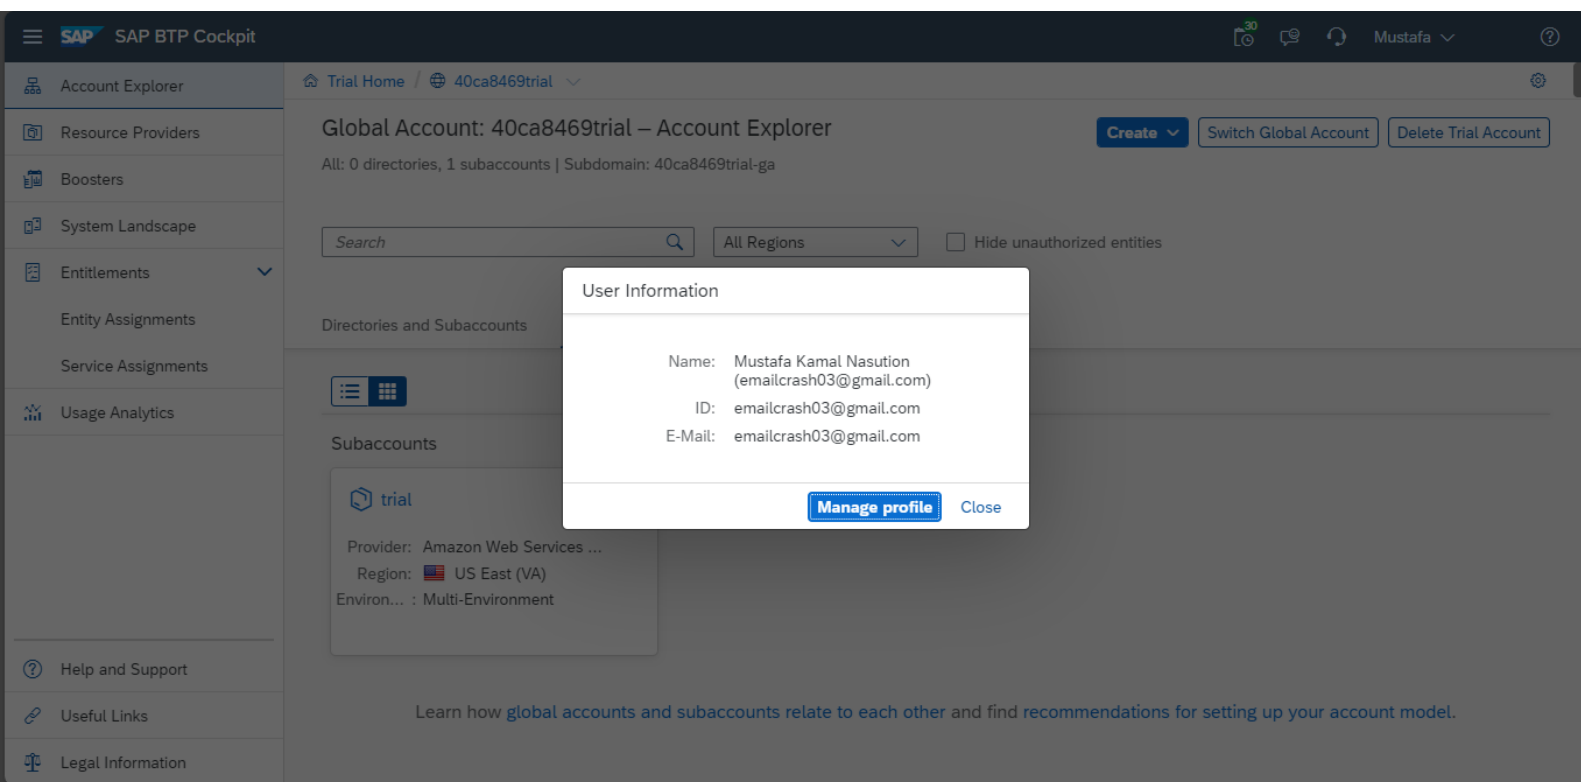 SAP SAP BTP Cockpit
30
Mustafa
Account Explorer
Resource Providers
Boosters
System Landscape
Entitlements
Entity Assignments
Service Assignments
Usage Analytics
Help and Support
Useful Links
Legal Information
Trial Home / 40ca8469trial
Global Account: 40ca8469trial – Account Explorer
Create
Switch Global Account
Delete Trial Account
All: 0 directories, 1 subaccounts | Subdomain: 40ca8469trial-ga
Search
All Regions
Hide unauthorized entities
Directories and Subaccounts
Subaccounts
trial
Provider: Amazon Web Services ...
Region: US East (VA)
Environ... : Multi-Environment
User Information
Name: Mustafa Kamal Nasution
(emailcrash03@gmail.com)
ID: emailcrash03@gmail.com
E-Mail: emailcrash03@gmail.com
Manage profile
Close
Learn how global accounts and subaccounts relate to each other and find recommendations for setting up your account model.